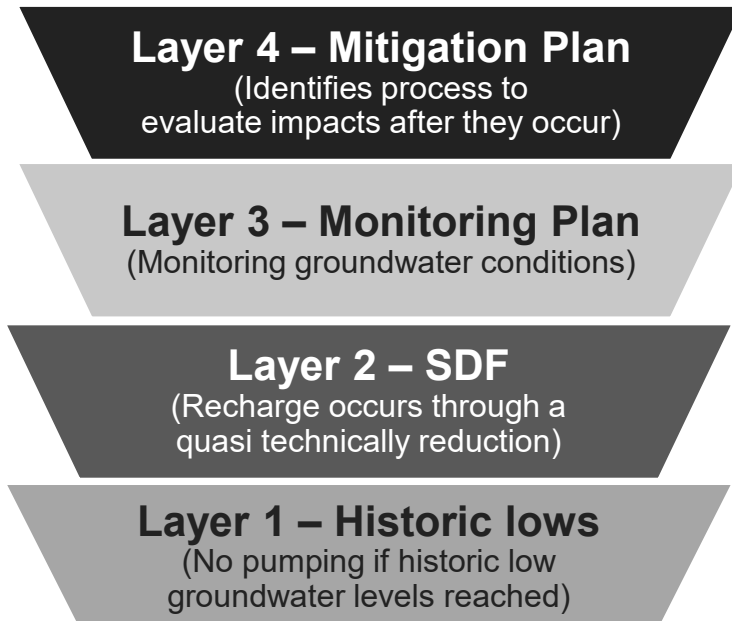 Layer 4 – Mitigation Plan
(Identifies process to
evaluate impacts after they occur)
Layer 3 – Monitoring Plan
(Monitoring groundwater conditions)
Layer 2 – SDF
(Recharge occurs through a
quasi technically reduction)
Layer 1 – Historic lows
(No pumping if historic low
groundwater levels reached)